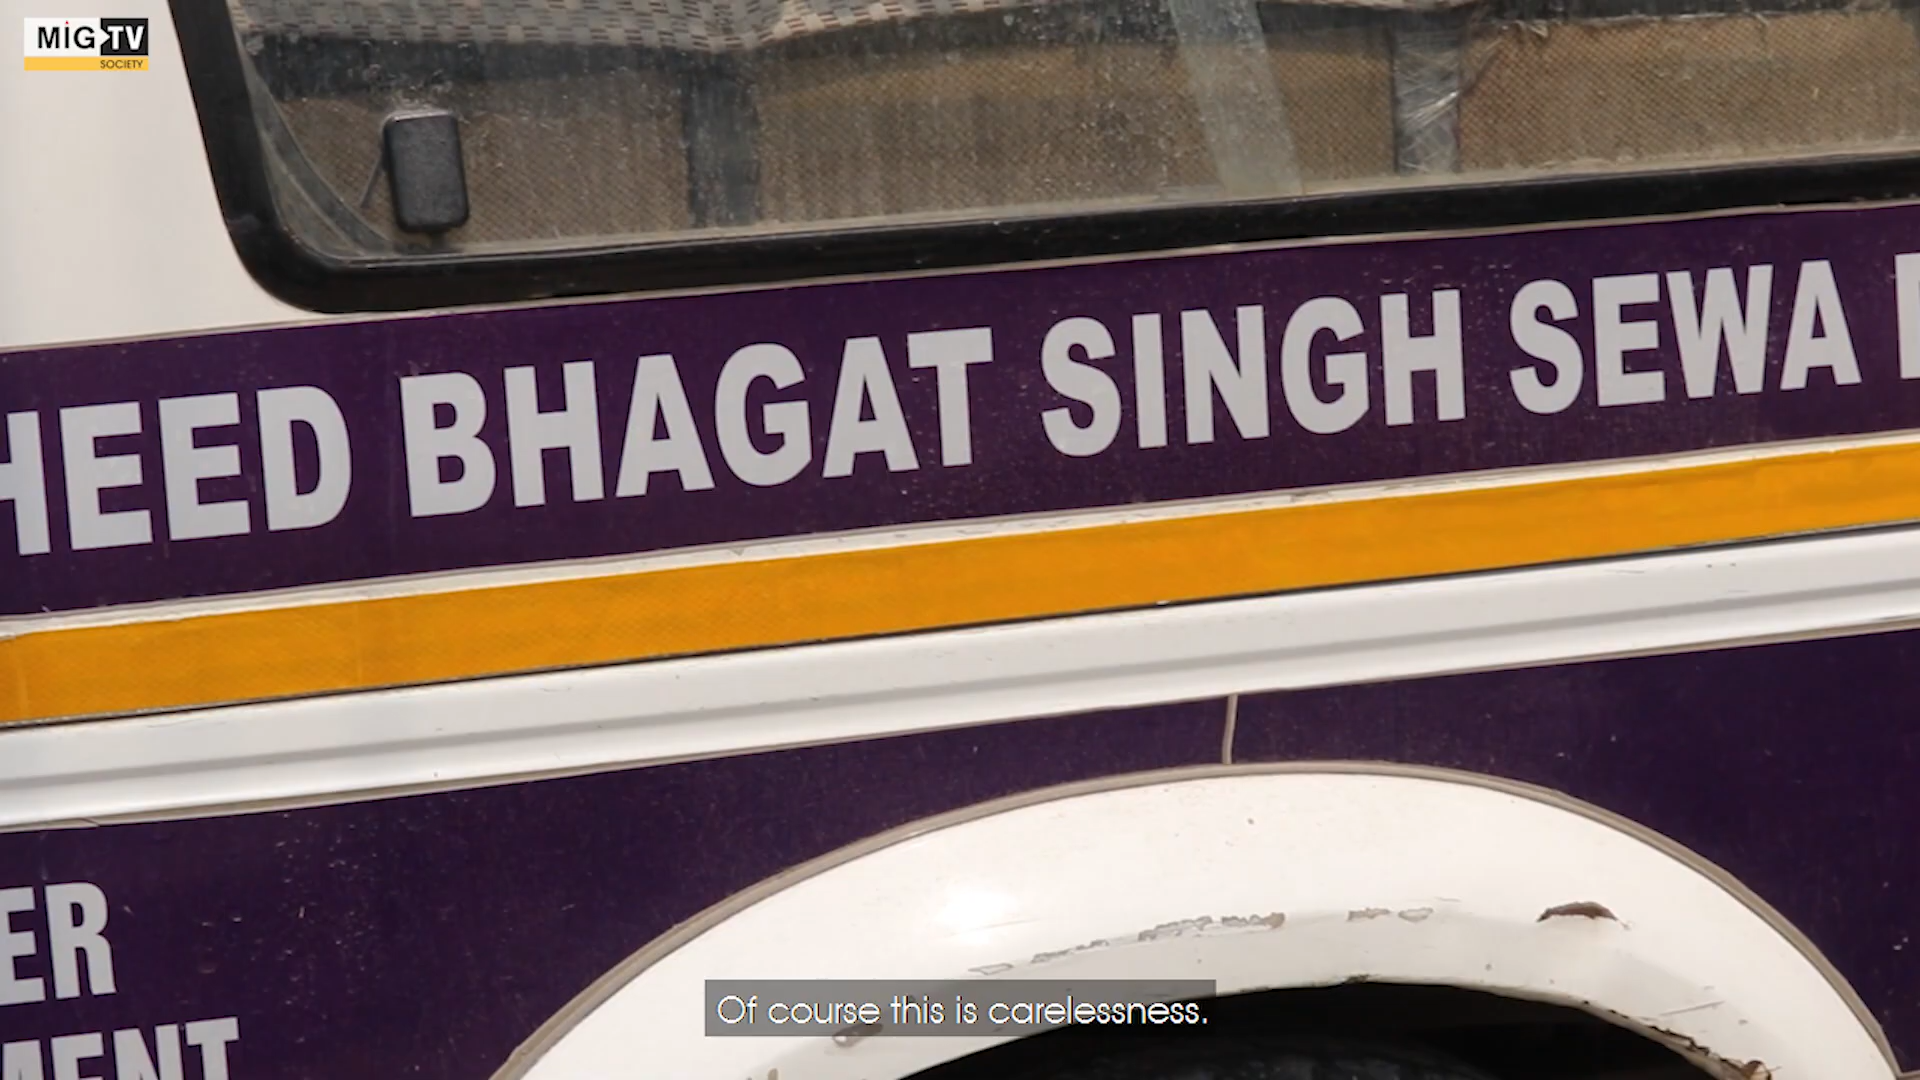 MiG TV
SOCIETY
HEED BHAGAT SINGH SEWA
ER
MENT
Of course this is carelessness.